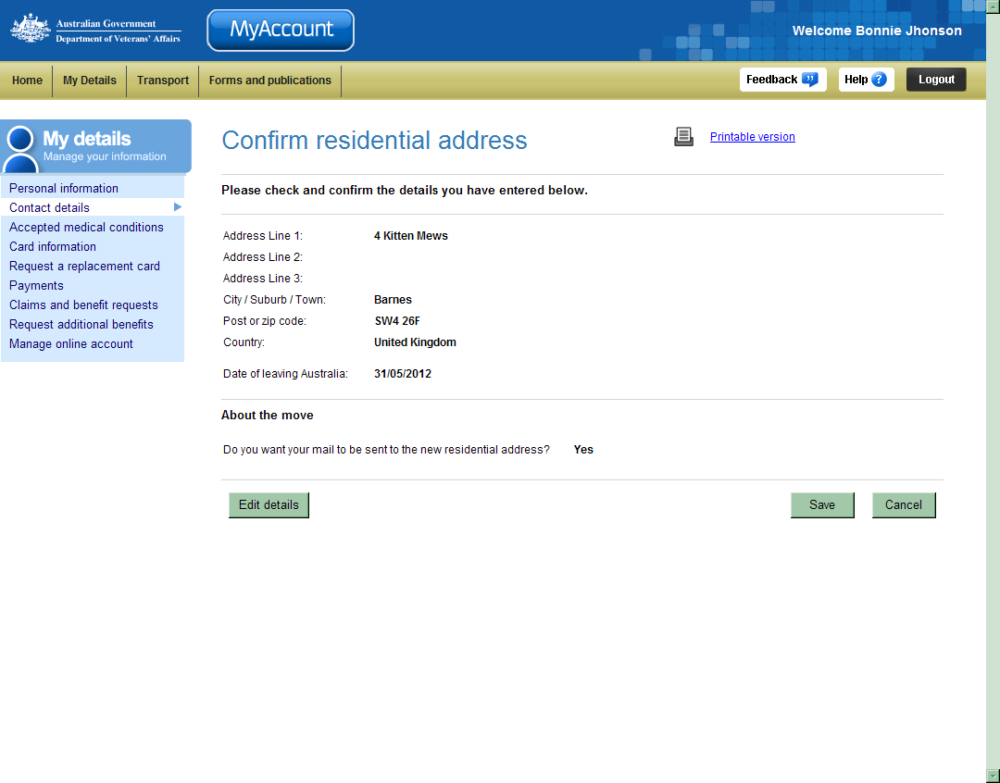 Australian Government
Department of Veterans' Affairs
MyAccount
Welcome Bonnie Jhonson
Home My Details Transport Forms and publications Feedback Help ? Logout
My details
Manage your information
Personal information
Contact details
Accepted medical conditions
Card information
Request a replacement card
Payments
Claims and benefit requests
Request additional benefits
Manage online account
Confirm residential address
Printable version
Please check and confirm the details you have entered below.
Address Line 1: 4 Kitten Mews
Address Line 2:
Address Line 3:
City / Suburb / Town: Barnes
Post or zip code: SW4 26F
Country: United Kingdom
Date of leaving Australia: 31/05/2012
About the move
Do you want your mail to be sent to the new residential address? Yes
Edit details Save Cancel